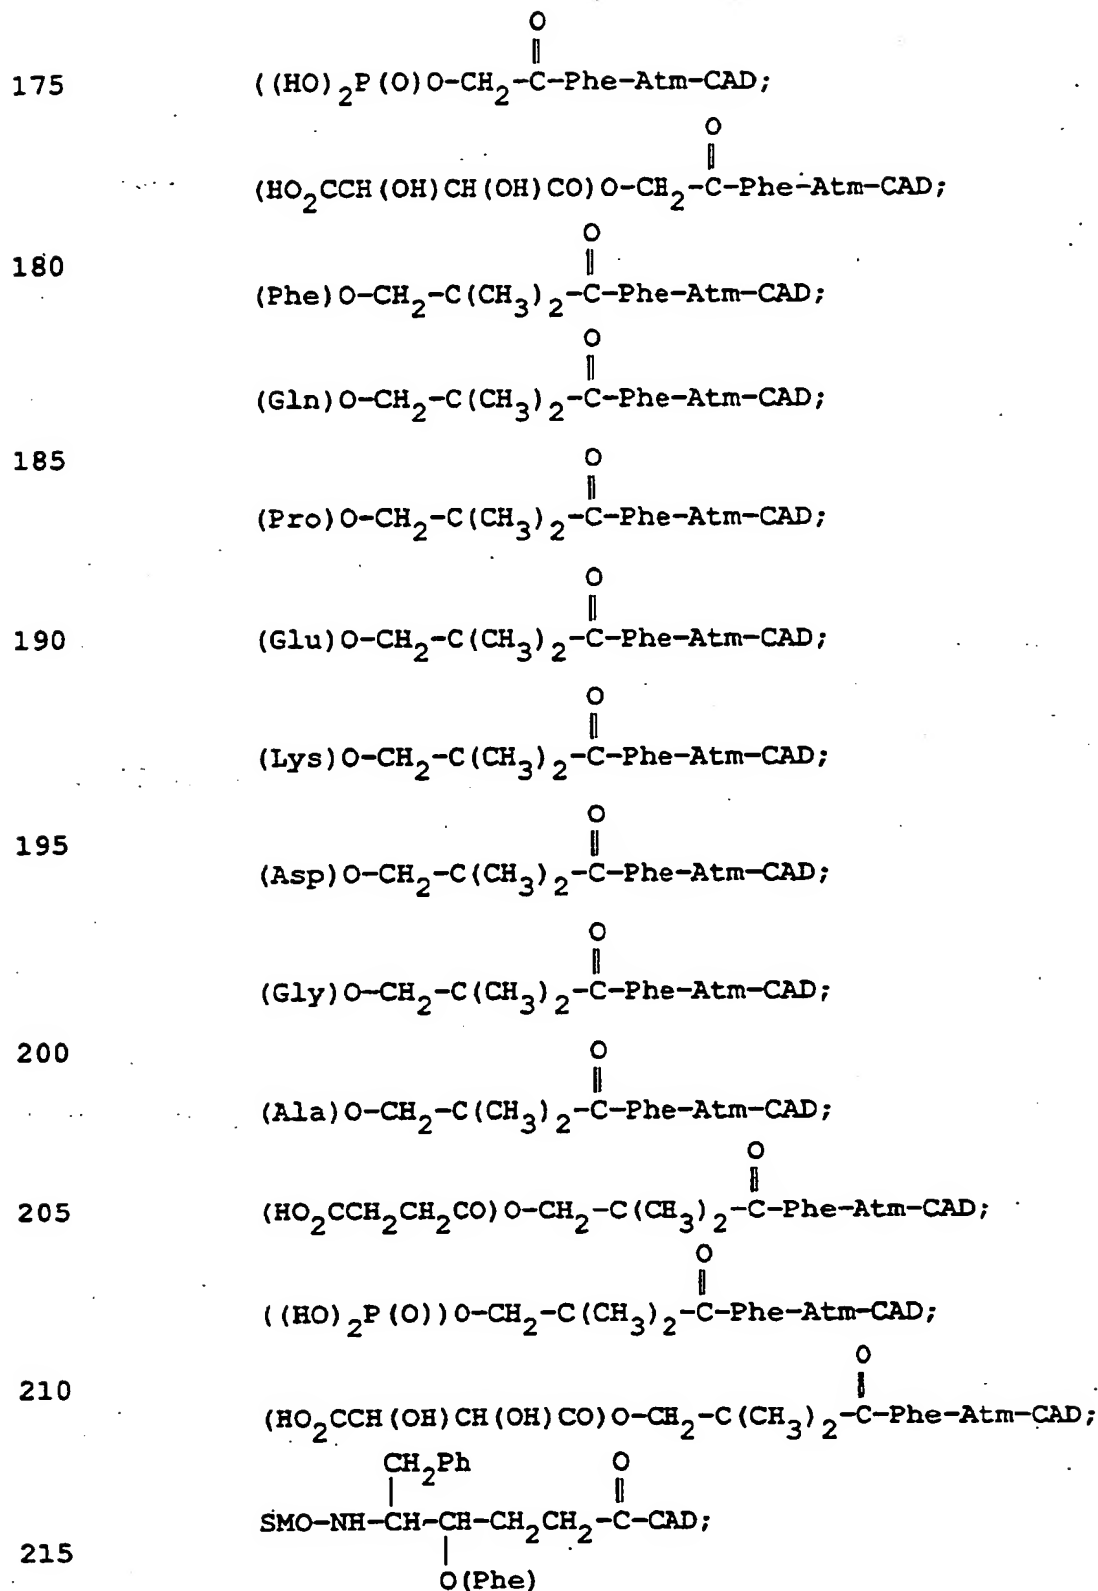 O
||
175 ((HO)2P(O)O-CH2-C-Phe-Atm-CAD;
O
||
(HO2CCH(OH)CH(OH)CO)O-CH2-C-Phe-Atm-CAD;
O
||
180
(Phe)O-CH2-C(CH3)2-C-Phe-Atm-CAD;
O
||
(Gln)O-CH2-C(CH3)2-C-Phe-Atm-CAD;
185 O
||
(Pro)O-CH2-C(CH3)2-C-Phe-Atm-CAD;
O
||
190 (Glu)O-CH2-C(CH3)2-C-Phe-Atm-CAD;
O
||
(Lys)O-CH2-C(CH3)2-C-Phe-Atm-CAD;
O
195 ||
(Asp)O-CH2-C(CH3)2-C-Phe-Atm-CAD;
O
||
(Gly)O-CH2-C(CH3)2-C-Phe-Atm-CAD;
200 O
||
(Ala)O-CH2-C(CH3)2-C-Phe-Atm-CAD;
O
||
205 (HO2CCH2CH2CO)O-CH2-C(CH3)2-C-Phe-Atm-CAD;
O
||
((HO)2P(O))O-CH2-C(CH3)2-C-Phe-Atm-CAD;
O
210 ||
(HO2CCH(OH)CH(OH)CO)O-CH2-C(CH3)2-C-Phe-Atm-CAD;
CH2Ph O
| ||
SMO-NH-CH-CH-CH2CH2-C-CAD;
215 |
O(Phe)